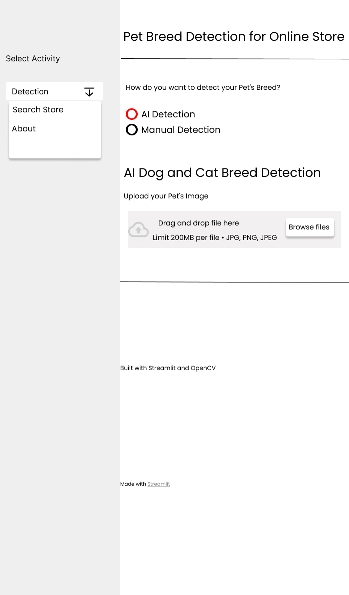 Pet Breed Detection for Online Store
Select Activity
Detection
Search Store
About
How do you want to detect your Pet's Breed?
AI Detection
Manual Detection
AI Dog and Cat Breed Detection
Upload your Pet's Image
Drag and drop file here
Limit 200MB per file • JPG, PNG, JPEG
Browse files
Built with Streamlit and OpenCV
Made with Streamlit